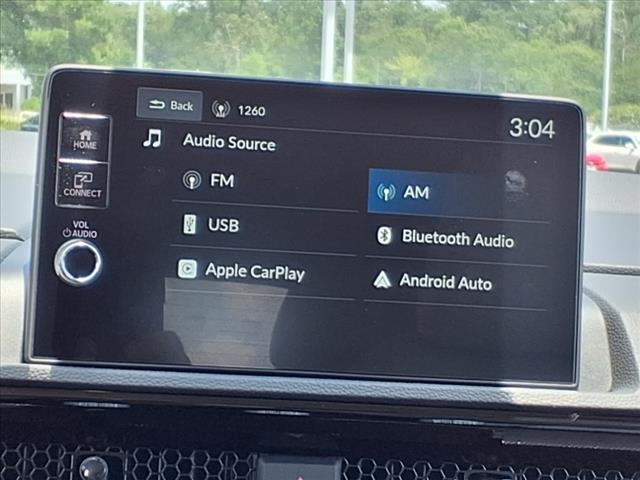 Back 1260
3:04
HOME
Audio Source
CONNECT
FM
AM
VOL
AUDIO
USB
Bluetooth Audio
Apple CarPlay
Android Auto